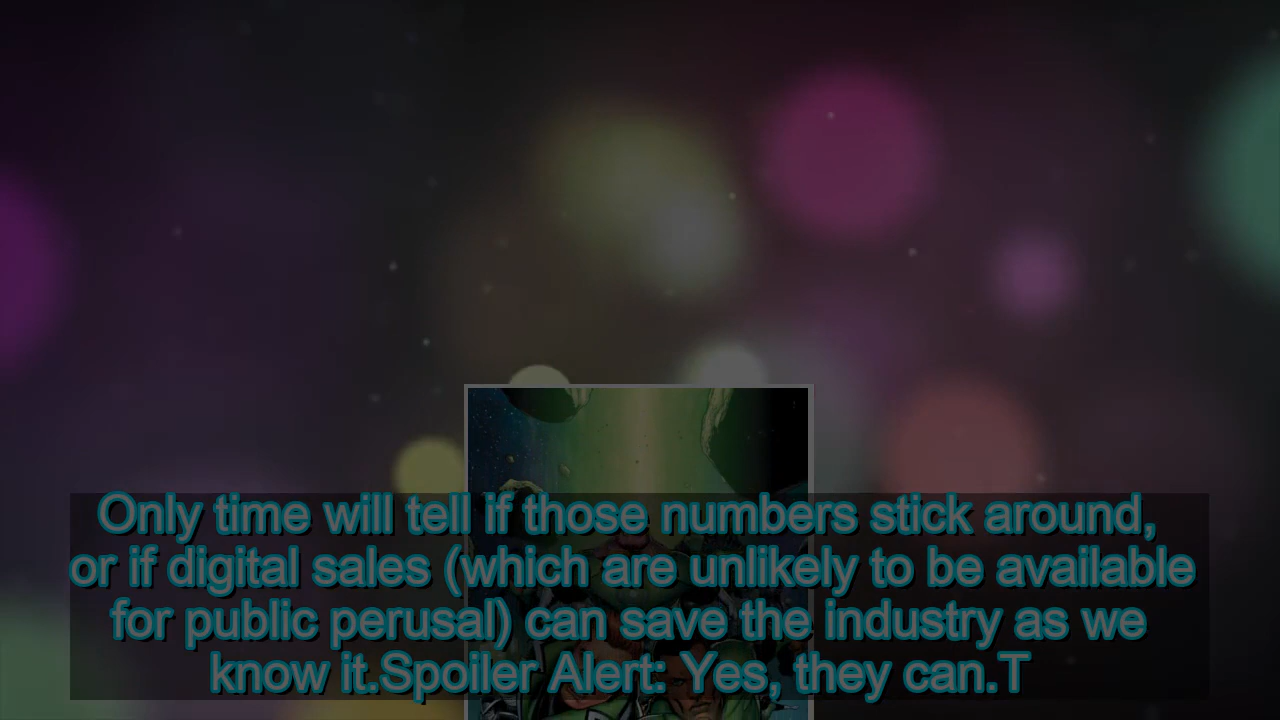 Only time will tell if those numbers stick around,
or if digital sales (which are unlikely to be available
for public perusal) can save the industry as we
know it.Spoiler Alert: Yes, they can.T